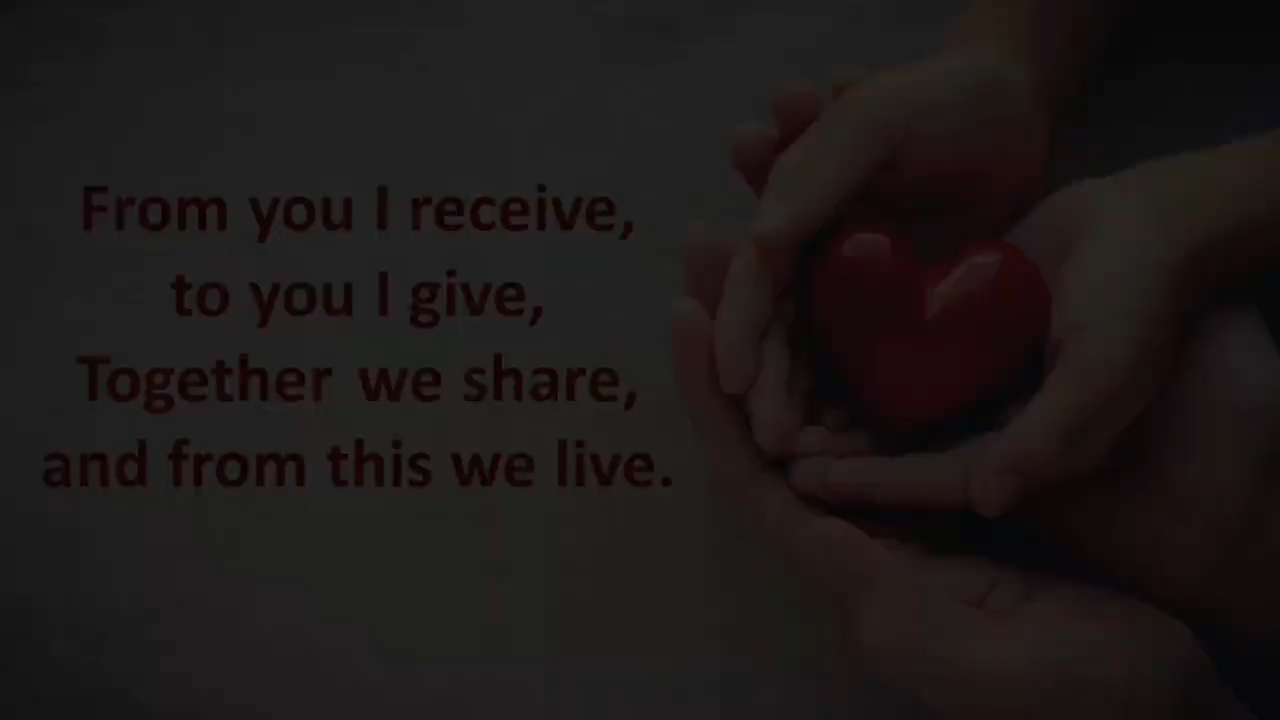 From you I receive,
to you I give,
Together we share,
and from this we live.